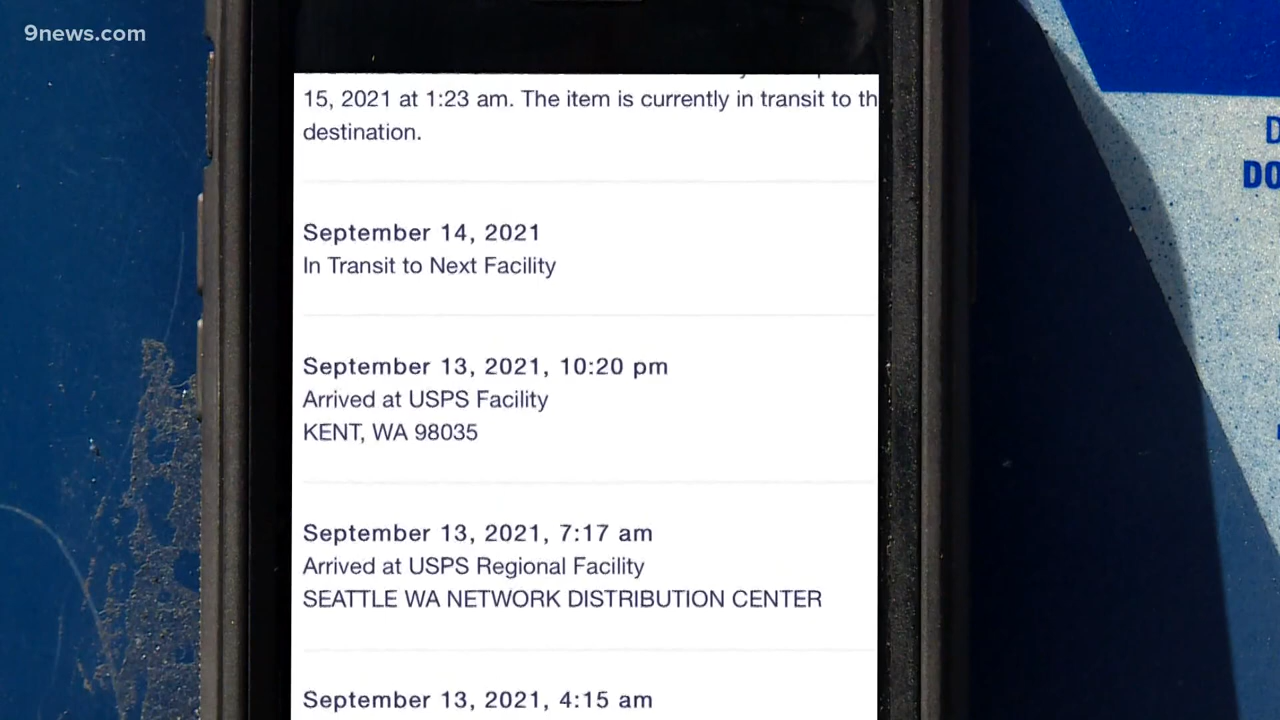 9news.com
15, 2021 at 1:23 am. The item is currently in transit to th
destination.
September 14, 2021
In Transit to Next Facility
September 13, 2021, 10:20 pm
Arrived at USPS Facility
KENT, WA 98035
September 13, 2021, 7:17 am
Arrived at USPS Regional Facility
SEATTLE WA NETWORK DISTRIBUTION CENTER
September 13, 2021, 4:15 am
DO